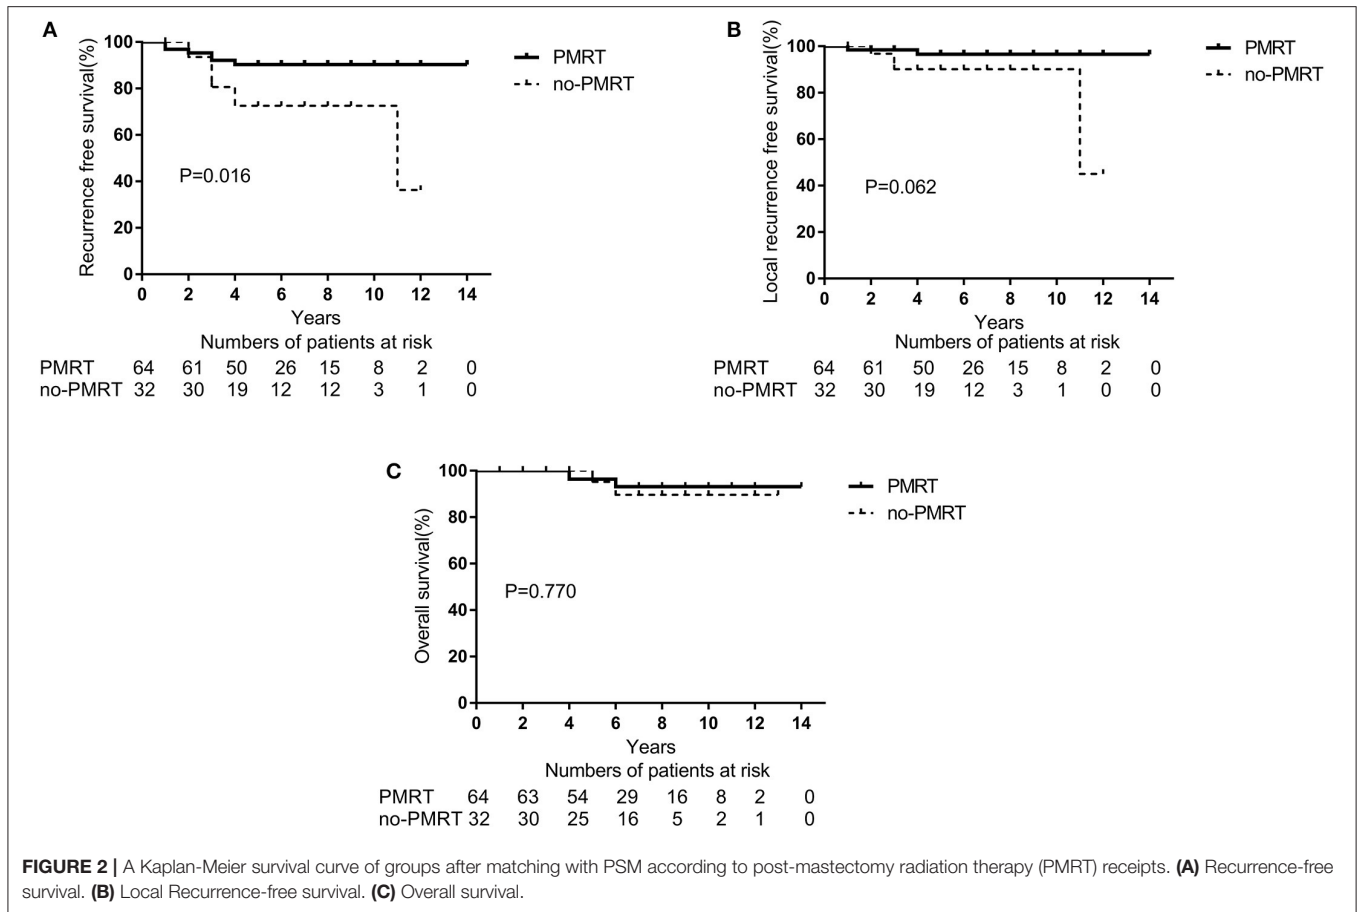 A
Recurrence free survival(%)
100
80
60
40
20
0
P=0.016
PMRT
no-PMRT
0 2 4 6 8 10 12 14
Years
Numbers of patients at risk
PMRT 64 61 50 26 15 8 2 0
no-PMRT 32 30 19 12 12 3 1 0
B
Local recurrence free survival(%)
100
80
60
40
20
0
P=0.062
PMRT
no-PMRT
0 2 4 6 8 10 12 14
Years
Numbers of patients at risk
PMRT 64 61 50 26 15 8 2 0
no-PMRT 32 30 19 12 3 1 0 0
C
Overall survival(%)
100
80
60
40
20
0
P=0.770
PMRT
no-PMRT
0 2 4 6 8 10 12 14
Years
Numbers of patients at risk
PMRT 64 63 54 29 16 8 2 0
no-PMRT 32 30 25 16 5 2 1 0
FIGURE 2 | A Kaplan-Meier survival curve of groups after matching with PSM according to post-mastectomy radiation therapy (PMRT) receipts. (A) Recurrence-free
survival. (B) Local Recurrence-free survival. (C) Overall survival.